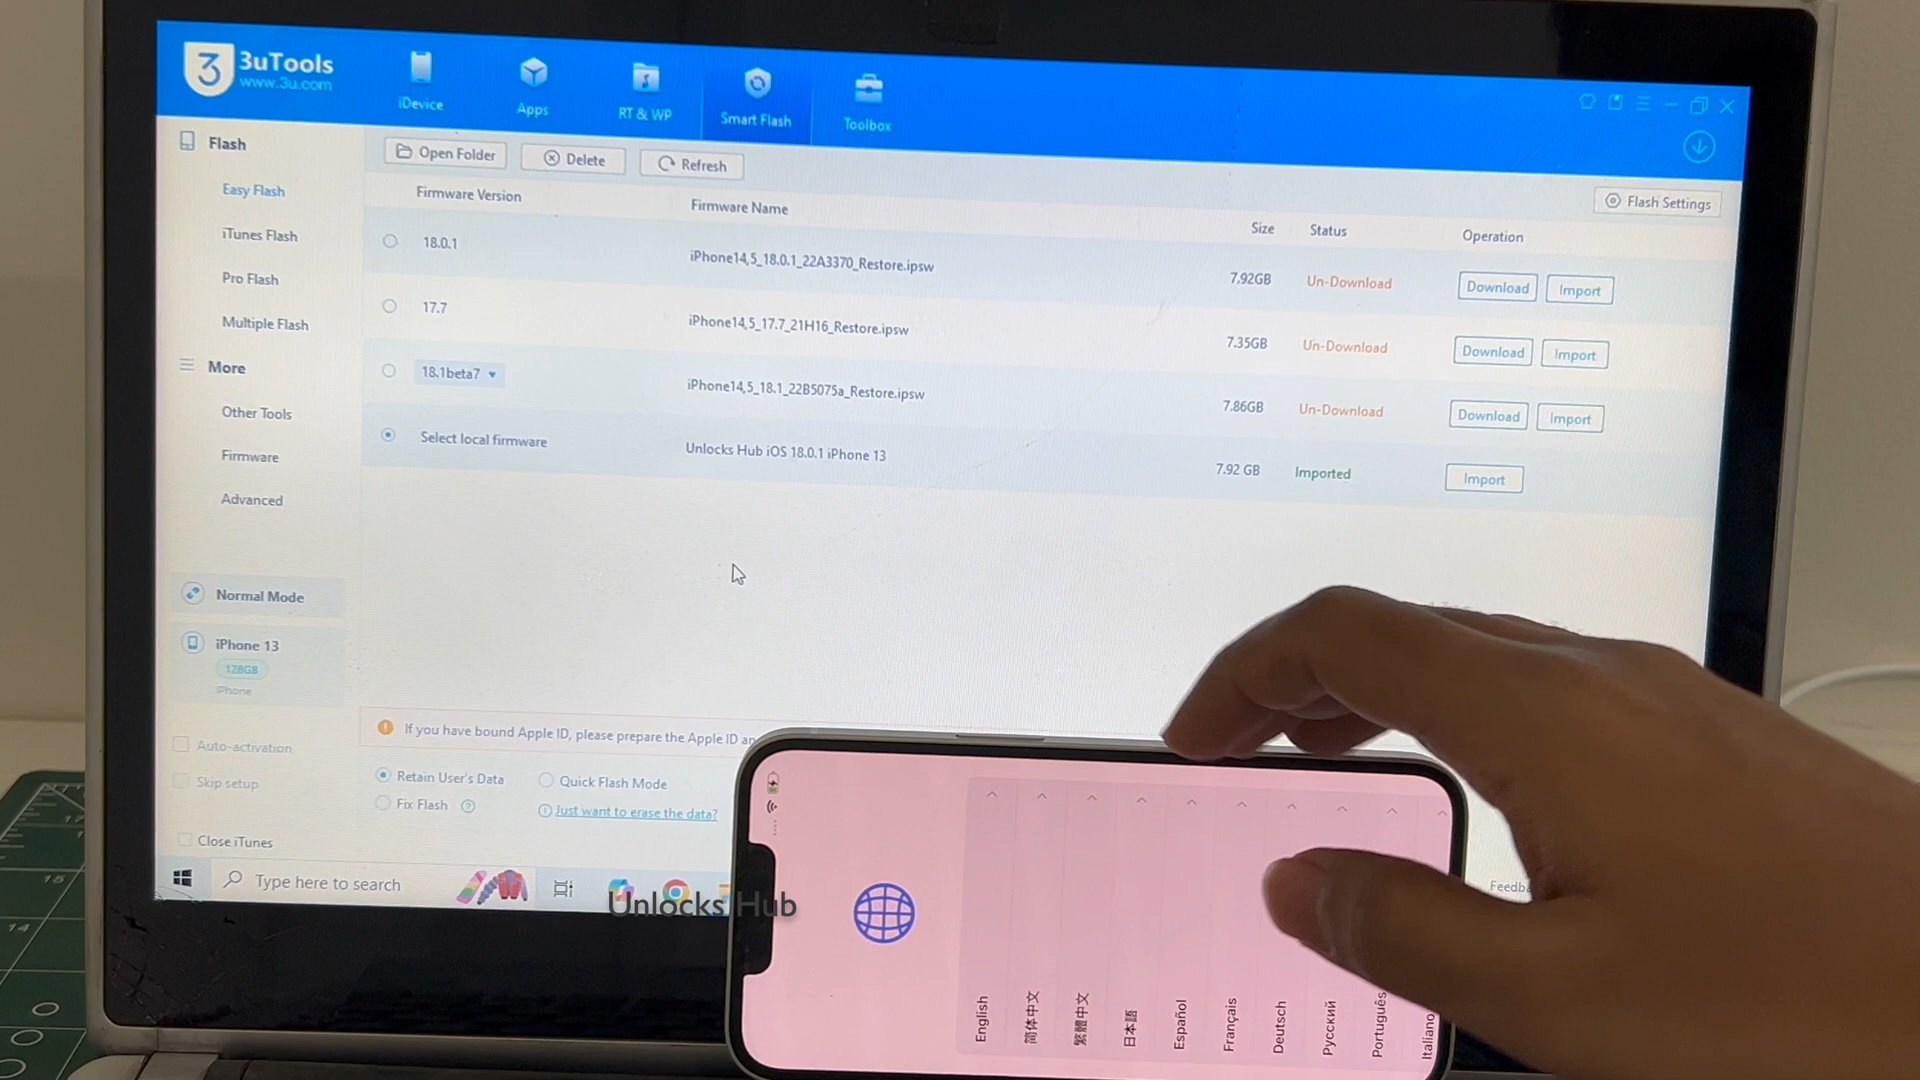 3 3uTools
www.3u.com
iDevice
Apps
RT & WP
Smart Flash
Toolbox
Flash
Easy Flash
iTunes Flash
Pro Flash
Multiple Flash
More
Other Tools
Firmware
Advanced
Normal Mode
iPhone 13
128GB
iPhone
Auto-activation
Skip setup
Close iTunes
Open Folder
Delete
Refresh
Flash Settings
Firmware Version Firmware Name Size Status Operation
18.0.1 iPhone14,5_18.0.1_22A3370_Restore.ipsw 7.92GB Un-Download Download Import
17.7 iPhone14,5_17.7_21H16_Restore.ipsw 7.35GB Un-Download Download Import
18.1beta7 iPhone14,5_18.1_22B5075a_Restore.ipsw 7.86GB Un-Download Download Import
Select local firmware Unlocks Hub iOS 18.0.1 iPhone 13 7.92 GB Imported Import
If you have bound Apple ID, please prepare the Apple ID
Retain User's Data Quick Flash Mode
Fix Flash Just want to erase the data?
Type here to search
Unlocks Hub
English
简体中文
繁體中文
日本語
Español
Français
Deutsch
Русский
Português
Italiano
17
15
14